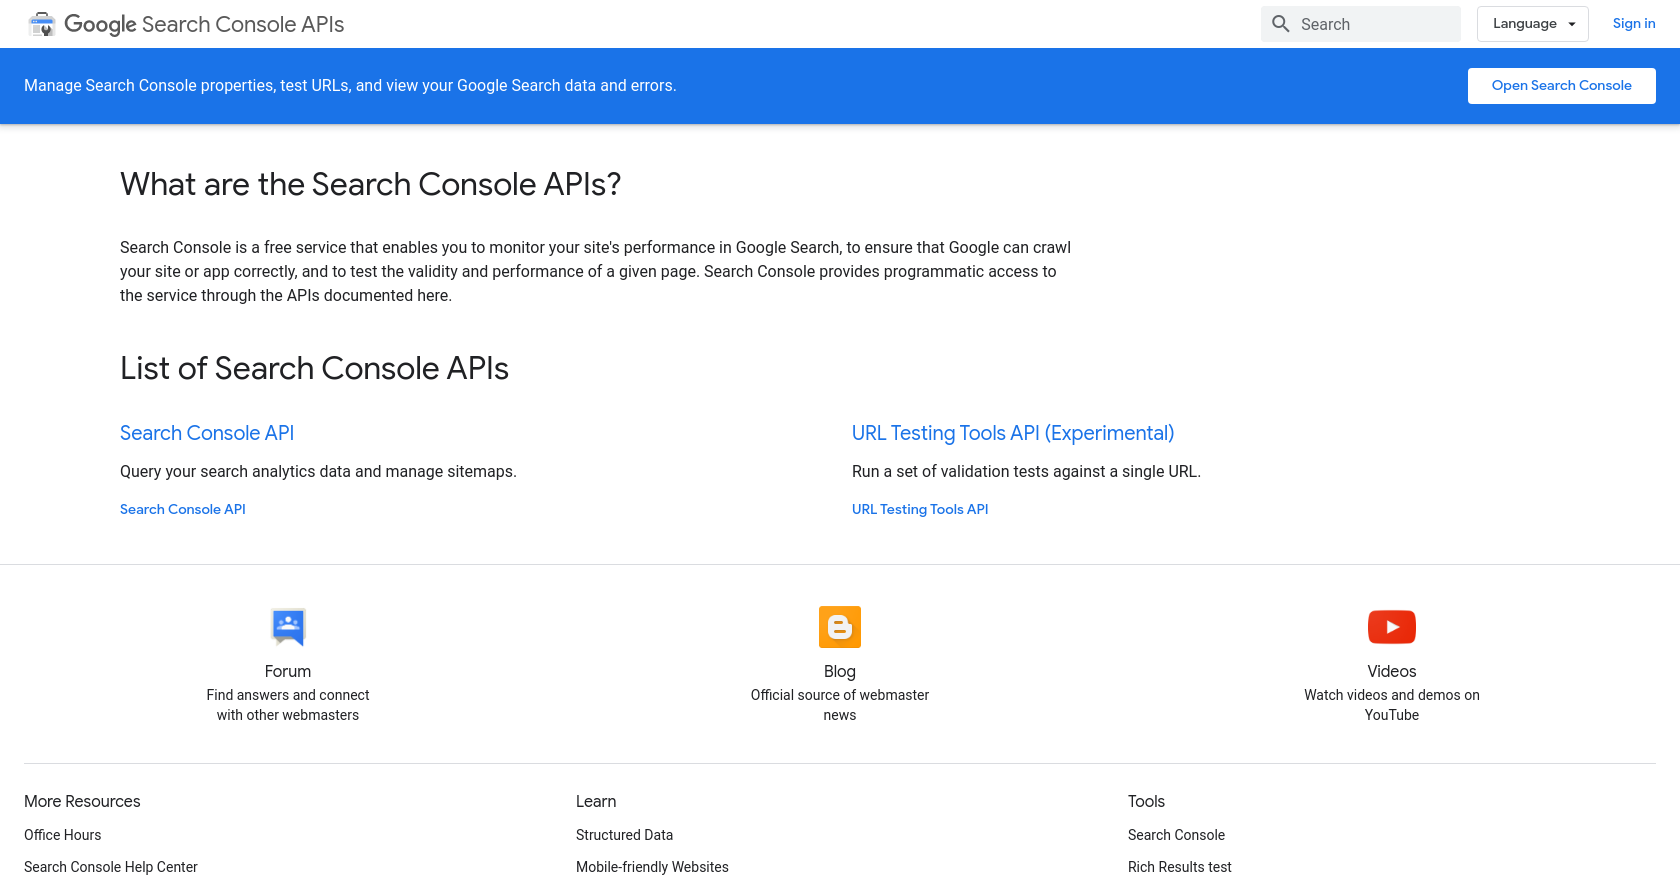 Google Search Console APIs
Search
Language
Sign in
Manage Search Console properties, test URLs, and view your Google Search data and errors.
Open Search Console
What are the Search Console APIs?
Search Console is a free service that enables you to monitor your site's performance in Google Search, to ensure that Google can crawl
your site or app correctly, and to test the validity and performance of a given page. Search Console provides programmatic access to
the service through the APIs documented here.
List of Search Console APIs
Search Console API
Query your search analytics data and manage sitemaps.
Search Console API
URL Testing Tools API (Experimental)
Run a set of validation tests against a single URL.
URL Testing Tools API
Forum
Find answers and connect
with other webmasters
Blog
Official source of webmaster
news
Videos
Watch videos and demos on
YouTube
More Resources
Office Hours
Search Console Help Center
Learn
Structured Data
Mobile-friendly Websites
Tools
Search Console
Rich Results test